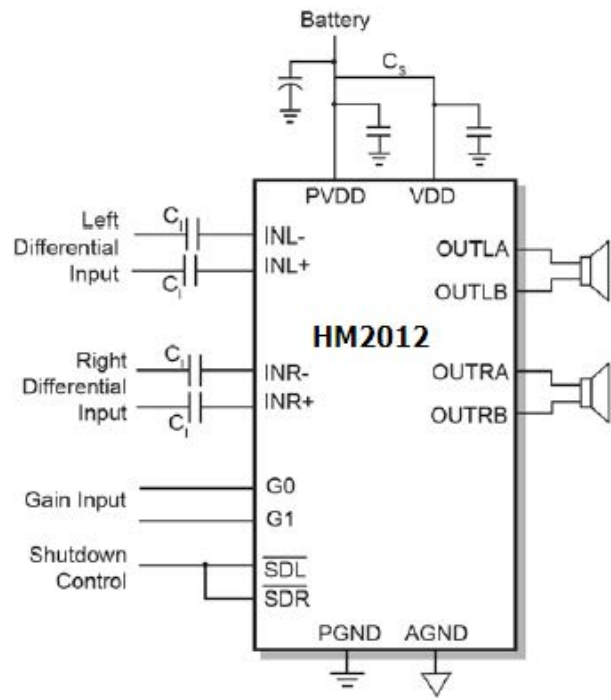 Battery
Cs
PVDD VDD
Left
Differential
Input
CI
CI
INL-
INL+
OUTLA
OUTLB
HM2012
Right
Differential
Input
CI
CI
INR-
INR+
OUTRA
OUTRB
Gain Input
G0
G1
Shutdown
Control
SDL
SDR
PGND AGND